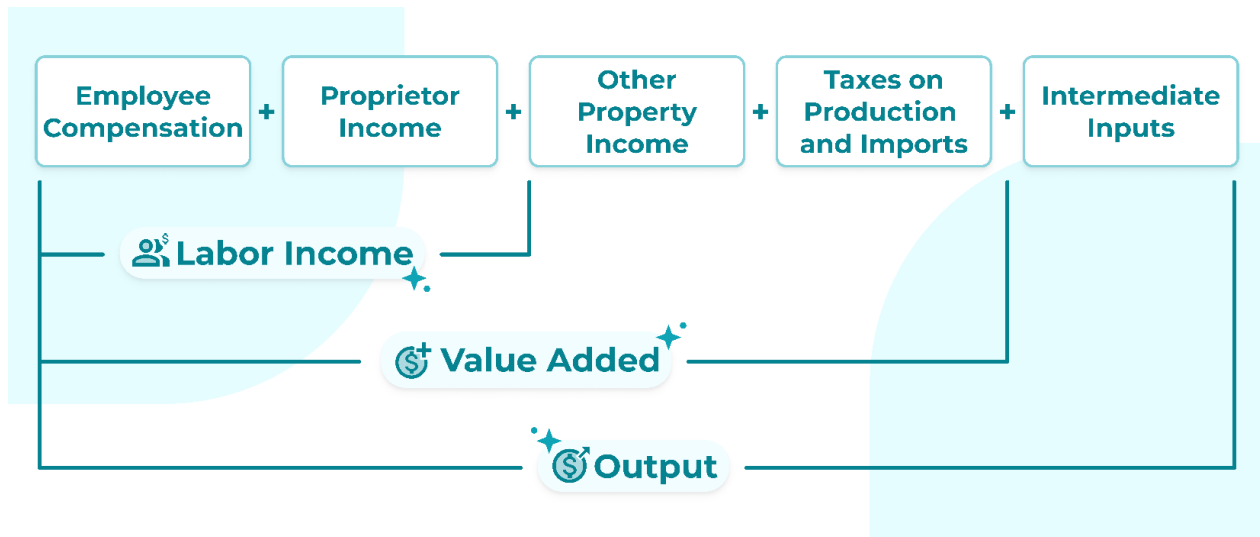 Employee
Compensation
+
Proprietor
Income
+
Other
Property
Income
+
Taxes on
Production
and Imports
+
Intermediate
Inputs
Labor Income
Value Added
Output